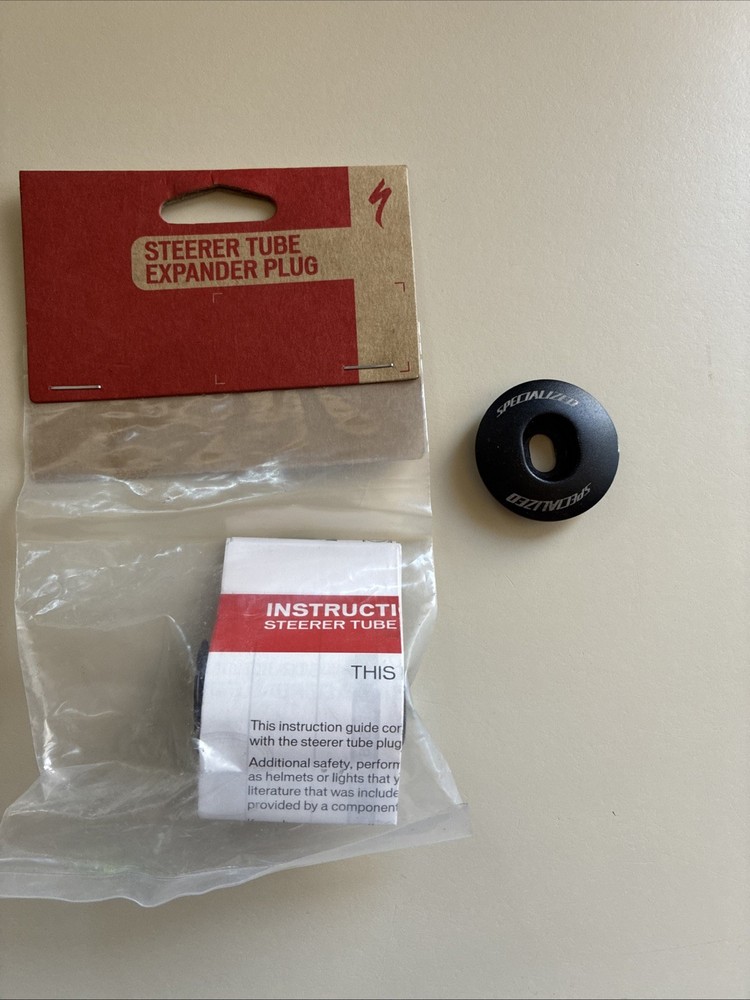 STEERER TUBE
EXPANDER PLUG
SPECIALIZED
SPECIALIZED
INSTRUCTI
STEERER TUBE
THIS
This instruction guide cor
with the steerer tube plug
Additional safety, perform
as helmets or lights that y
literature that was include
provided by a component